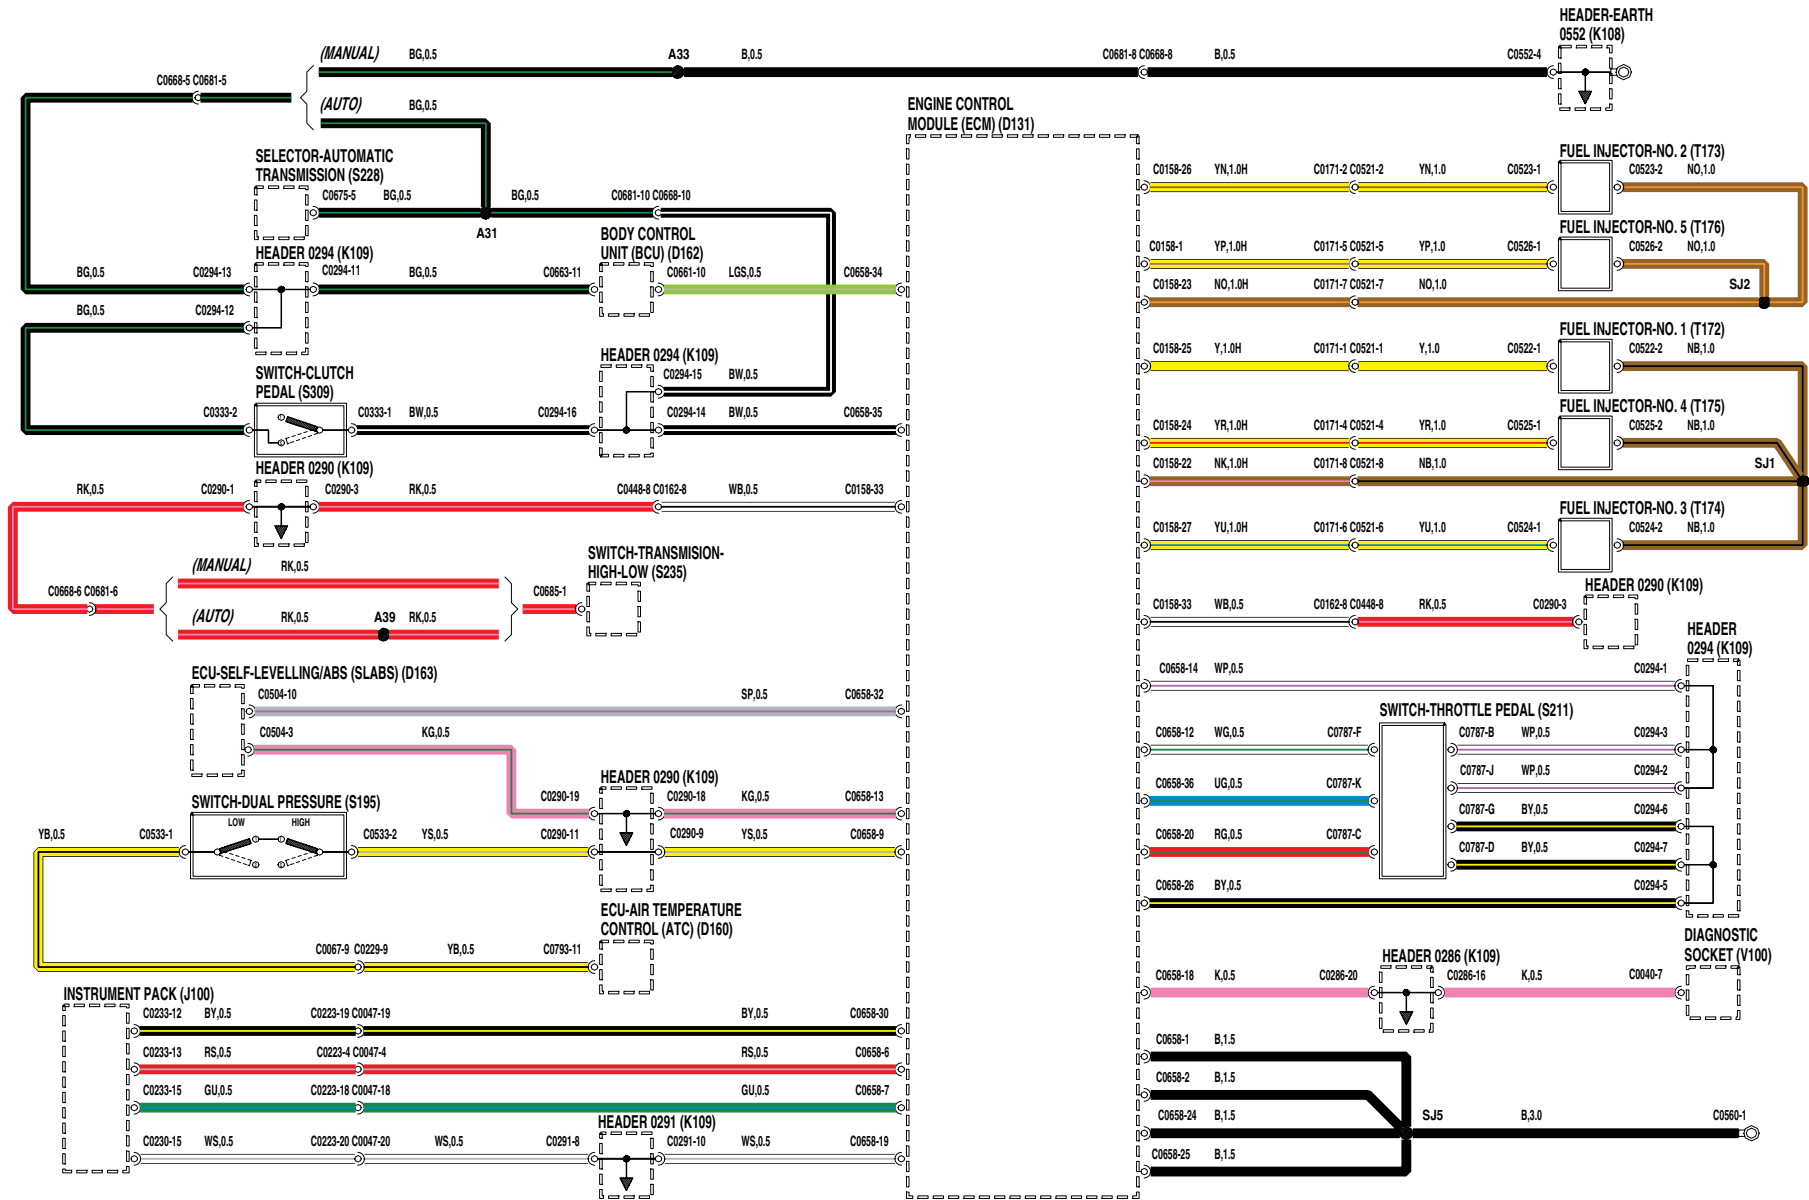 HEADER-EARTH
0552 (K108)
(MANUAL) BG,0.5 A33 B,0.5 C0681-8 C0668-8 B,0.5 C0552-4
C0668-5 C0681-5
(AUTO) BG,0.5
ENGINE CONTROL
MODULE (ECM) (D131)
SELECTOR-AUTOMATIC
TRANSMISSION (S228)
C0675-5 BG,0.5 BG,0.5 C0681-10 C0668-10
A31
BODY CONTROL
UNIT (BCU) (D162)
HEADER 0294 (K109)
BG,0.5 C0294-13 C0294-11 BG,0.5 C0663-11 C0661-10 LGS,0.5 C0658-34
BG,0.5 C0294-12
HEADER 0294 (K109)
C0294-15 BW,0.5
SWITCH-CLUTCH
PEDAL (S309)
C0333-2 C0333-1 BW,0.5 C0294-16 C0294-14 BW,0.5 C0658-35
HEADER 0290 (K109)
RK,0.5 C0290-1 C0290-3 RK,0.5 C0448-8 C0162-8 WB,0.5 C0158-33
(MANUAL) RK,0.5
SWITCH-TRANSMISION-
HIGH-LOW (S235)
C0668-6 C0681-6 C0685-1
(AUTO) RK,0.5 A39 RK,0.5
ECU-SELF-LEVELLING/ABS (SLABS) (D163)
C0504-10 SP,0.5 C0658-32
C0504-3 KG,0.5
HEADER 0290 (K109)
C0290-19 C0290-18 KG,0.5 C0658-13
SWITCH-DUAL PRESSURE (S195)
LOW HIGH
YB,0.5 C0533-1 C0533-2 YS,0.5 C0290-11 C0290-9 YS,0.5 C0658-9
ECU-AIR TEMPERATURE
CONTROL (ATC) (D160)
C0067-9 C0229-9 YB,0.5 C0793-11
INSTRUMENT PACK (J100)
C0233-12 BY,0.5 C0223-19 C0047-19 BY,0.5 C0658-30
C0233-13 RS,0.5 C0223-4 C0047-4 RS,0.5 C0658-6
C0233-15 GU,0.5 C0223-18 C0047-18 GU,0.5 C0658-7
HEADER 0291 (K109)
C0230-15 WS,0.5 C0223-20 C0047-20 WS,0.5 C0291-8 C0291-10 WS,0.5 C0658-19
FUEL INJECTOR-NO. 2 (T173)
C0158-26 YN,1.0H C0171-2 C0521-2 YN,1.0 C0523-1 C0523-2 NO,1.0
FUEL INJECTOR-NO. 5 (T176)
C0158-1 YP,1.0H C0171-5 C0521-5 YP,1.0 C0526-1 C0526-2 NO,1.0
C0158-23 NO,1.0H C0171-7 C0521-7 NO,1.0 SJ2
FUEL INJECTOR-NO. 1 (T172)
C0158-25 Y,1.0H C0171-1 C0521-1 Y,1.0 C0522-1 C0522-2 NB,1.0
FUEL INJECTOR-NO. 4 (T175)
C0158-24 YR,1.0H C0171-4 C0521-4 YR,1.0 C0525-1 C0525-2 NB,1.0
C0158-22 NK,1.0H C0171-8 C0521-8 NB,1.0 SJ1
FUEL INJECTOR-NO. 3 (T174)
C0158-27 YU,1.0H C0171-6 C0521-6 YU,1.0 C0524-1 C0524-2 NB,1.0
HEADER 0290 (K109)
C0158-33 WB,0.5 C0162-8 C0448-8 RK,0.5 C0290-3
HEADER
0294 (K109)
C0658-14 WP,0.5 C0294-1
SWITCH-THROTTLE PEDAL (S211)
C0658-12 WG,0.5 C0787-F C0787-B WP,0.5 C0294-3
C0787-J WP,0.5 C0294-2
C0658-36 UG,0.5 C0787-K
C0787-G BY,0.5 C0294-6
C0658-20 RG,0.5 C0787-C
C0787-D BY,0.5 C0294-7
C0658-26 BY,0.5 C0294-5
DIAGNOSTIC
SOCKET (V100)
HEADER 0286 (K109)
C0658-18 K,0.5 C0286-20 C0286-16 K,0.5 C0040-7
C0658-1 B,1.5
C0658-2 B,1.5
C0658-24 B,1.5 SJ5 B,3.0 C0560-1
C0658-25 B,1.5